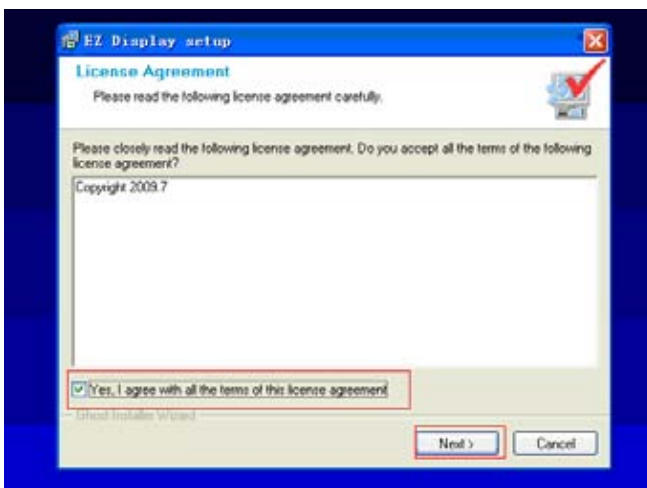 EZ Display setup
License Agreement
Please read the following license agreement carefully.
Please closely read the following license agreement. Do you accept all the terms of the following
license agreement?
Copyright 2009.7
Yes, I agree with all the terms of this license agreement
Ghost Installer Wizard
Next >
Cancel